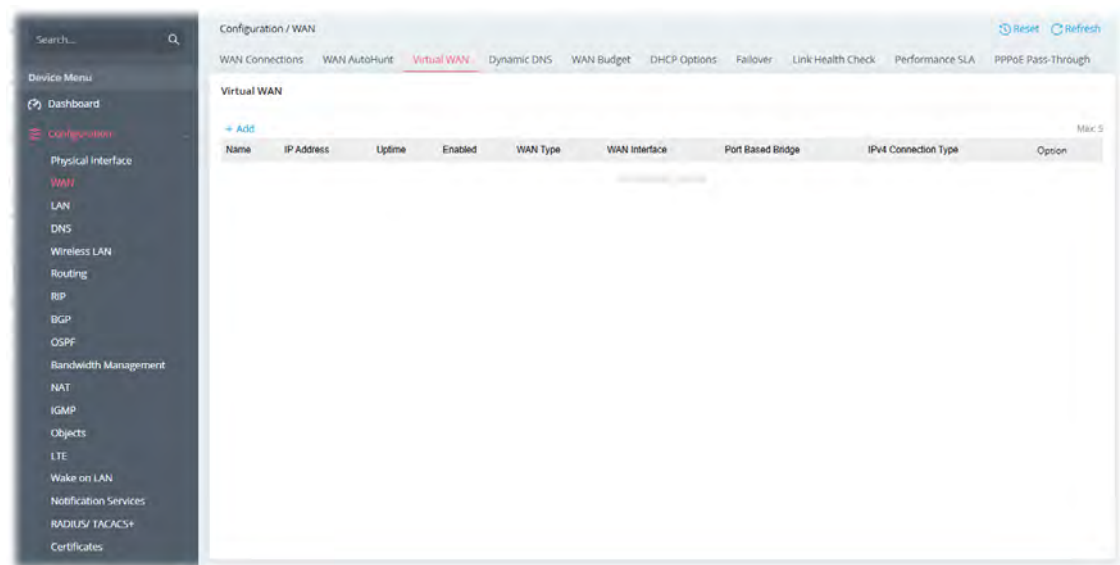 Search...
Device Menu
Dashboard
Configuration
Physical Interface
WAN
LAN
DNS
Wireless LAN
Routing
RIP
BGP
OSPF
Bandwidth Management
NAT
IGMP
Objects
LTE
Wake on LAN
Notification Services
RADIUS/ TACACS+
Certificates
Configuration / WAN
Reset Refresh
WAN Connections WAN AutoHunt Virtual WAN Dynamic DNS WAN Budget DHCP Options Failover Link Health Check Performance SLA PPPoE Pass-Through
Virtual WAN
+ Add Max: 5
Name IP Address Uptime Enabled WAN Type WAN Interface Port Based Bridge IPv4 Connection Type Option